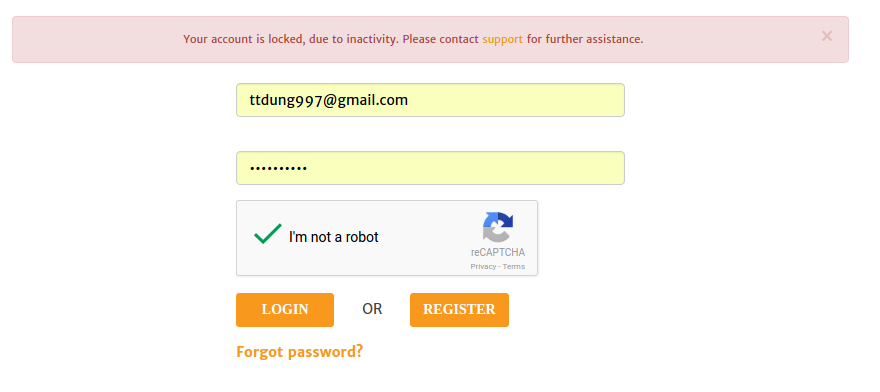 Your account is locked, due to inactivity. Please contact support for further assistance. ×
ttdung997@gmail.com
••••••••••
I'm not a robot
reCAPTCHA
Privacy - Terms
LOGIN OR REGISTER
Forgot password?